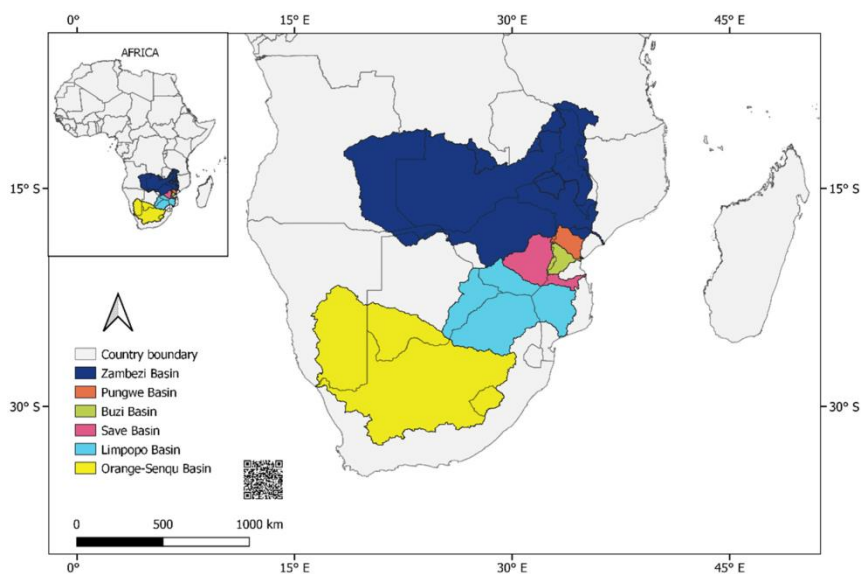 0°
15° E
30° E
45° E
AFRICA
15° S
15° S
Country boundary
Zambezi Basin
Pungwe Basin
Buzi Basin
Save Basin
Limpopo Basin
Orange-Senqu Basin
30° S
30° S
0
500
1000 km
0°
15° E
30° E
45° E